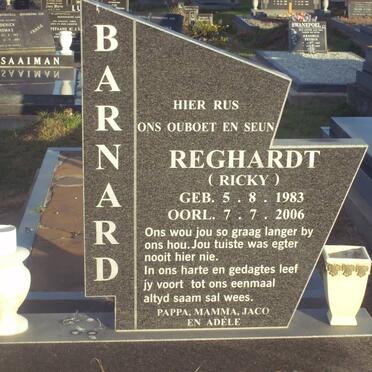 SAAIMAN
SWANEPOEL
BARNARD
HIER RUS
ONS OUBOET EN SEUN
REGHARDT
( RICKY )
GEB. 5 . 8 . 1983
OORL. 7 . 7 . 2006
Ons wou jou so graag langer by
ons hou. Jou tuiste was egter
nooit hier nie.
In ons harte en gedagtes leef
jy voort tot ons eenmaal
altyd saam sal wees.
PAPPA, MAMMA, JACO
EN ADÉLE